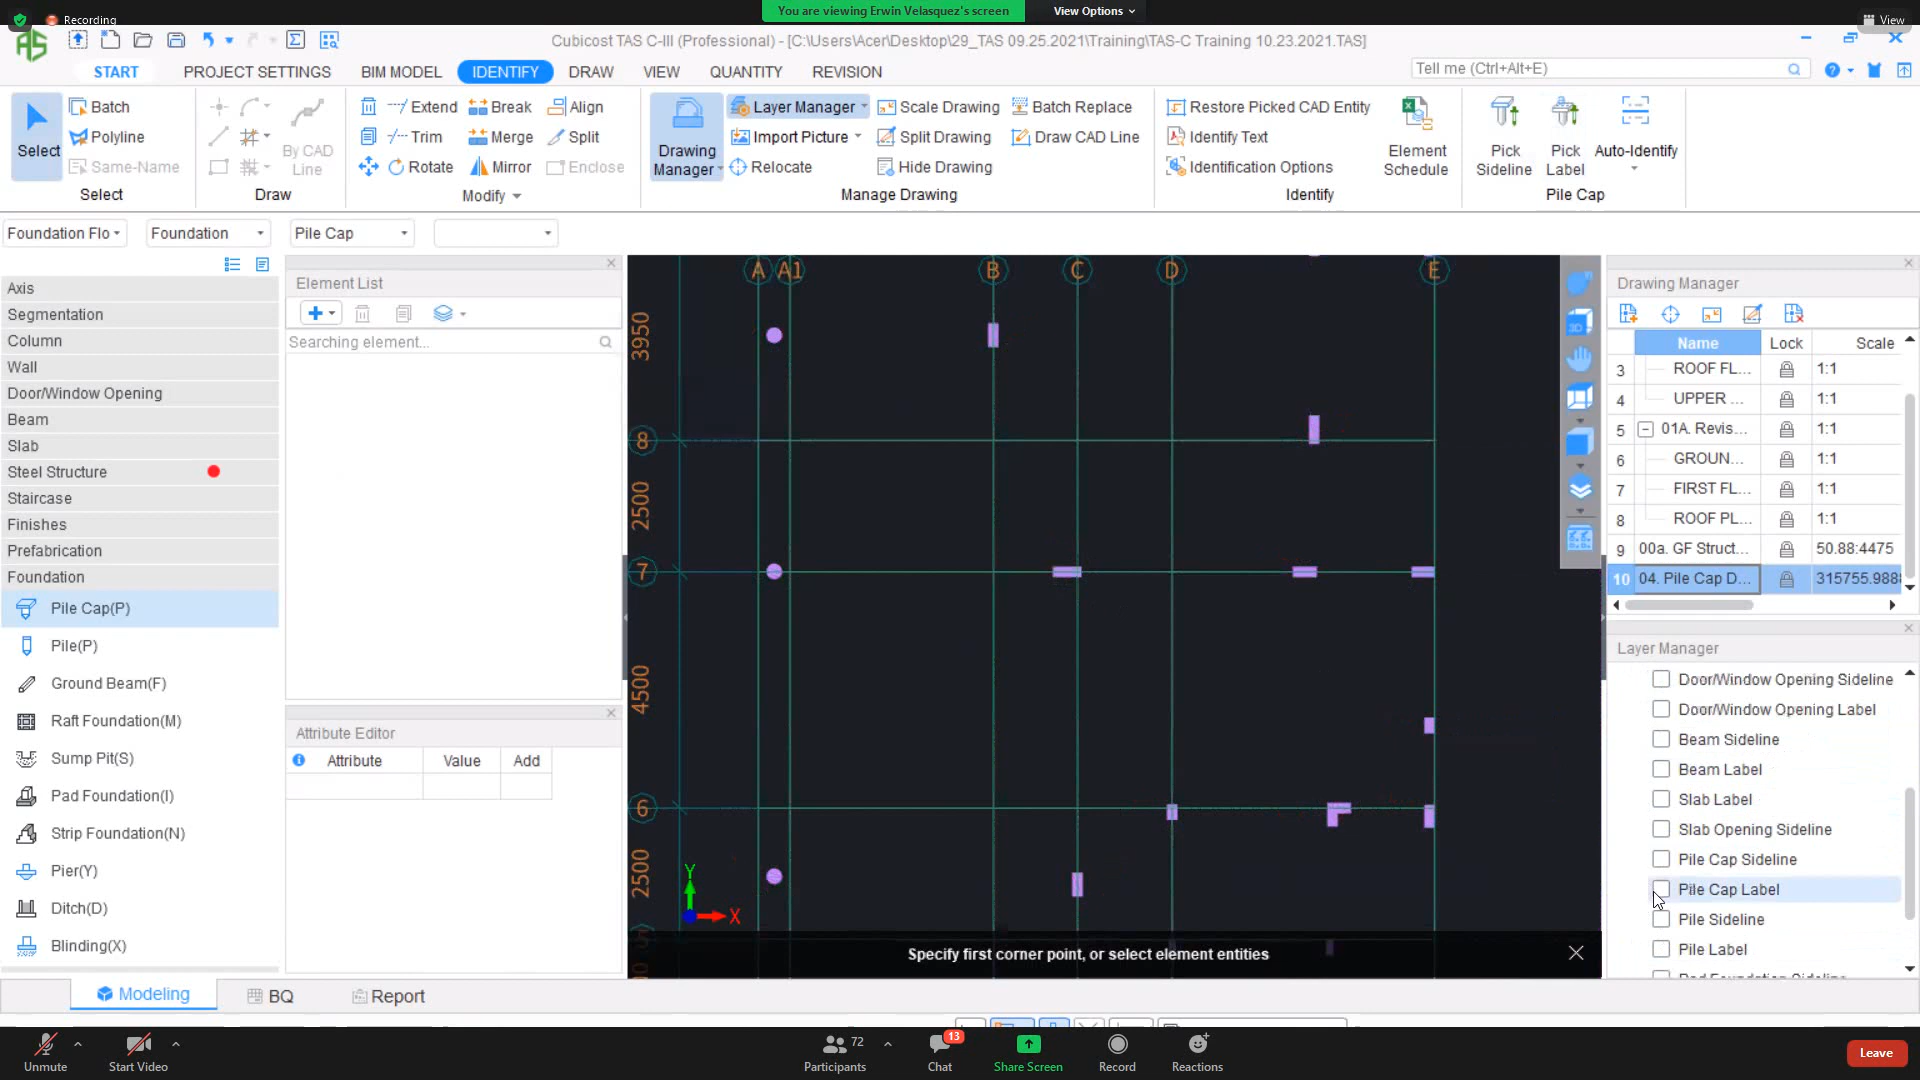 Recording
You are viewing Erwin Velasquez's screen
View Options
View
Cubicost TAS C-III (Professional) - [C:\Users\Acer\Desktop\29_TAS 09.25.2021\Training\TAS-C Training 10.23.2021.TAS]
START
PROJECT SETTINGS
BIM MODEL
IDENTIFY
DRAW
VIEW
QUANTITY
REVISION
Tell me (Ctrl+Alt+E)
Select
Batch
Polyline
Same-Name
Select
By CAD
Line
Draw
Extend
Break
Align
Trim
Merge
Split
Rotate
Mirror
Enclose
Modify
Drawing
Manager
Layer Manager
Import Picture
Relocate
Scale Drawing
Split Drawing
Hide Drawing
Batch Replace
Draw CAD Line
Manage Drawing
Restore Picked CAD Entity
Identify Text
Identification Options
Element
Schedule
Identify
Pick
Sideline
Pick
Label
Auto-Identify
Pile Cap
Foundation Flo
Foundation
Pile Cap
Axis
Segmentation
Column
Wall
Door/Window Opening
Beam
Slab
Steel Structure
Staircase
Finishes
Prefabrication
Foundation
Pile Cap(P)
Pile(P)
Ground Beam(F)
Raft Foundation(M)
Sump Pit(S)
Pad Foundation(I)
Strip Foundation(N)
Pier(Y)
Ditch(D)
Blinding(X)
Element List
Searching element...
Attribute Editor
Attribute
Value
Add
A
A1
B
C
D
E
3950
8
2500
7
4500
6
2500
Y
X
3D
Specify first corner point, or select element entities
Drawing Manager
Name
Lock
Scale
3
ROOF FL...
1:1
4
UPPER ...
1:1
5
01A. Revis...
1:1
6
GROUN...
1:1
7
FIRST FL...
1:1
8
ROOF PL...
1:1
9
00a. GF Struct...
50.88:4475
10
04. Pile Cap D...
315755.988
Layer Manager
Door/Window Opening Sideline
Door/Window Opening Label
Beam Sideline
Beam Label
Slab Label
Slab Opening Sideline
Pile Cap Sideline
Pile Cap Label
Pile Sideline
Pile Label
Pad Foundation Sideline
Modeling
BQ
Report
Unmute
Start Video
72
Participants
13
Chat
Share Screen
Record
Reactions
Leave